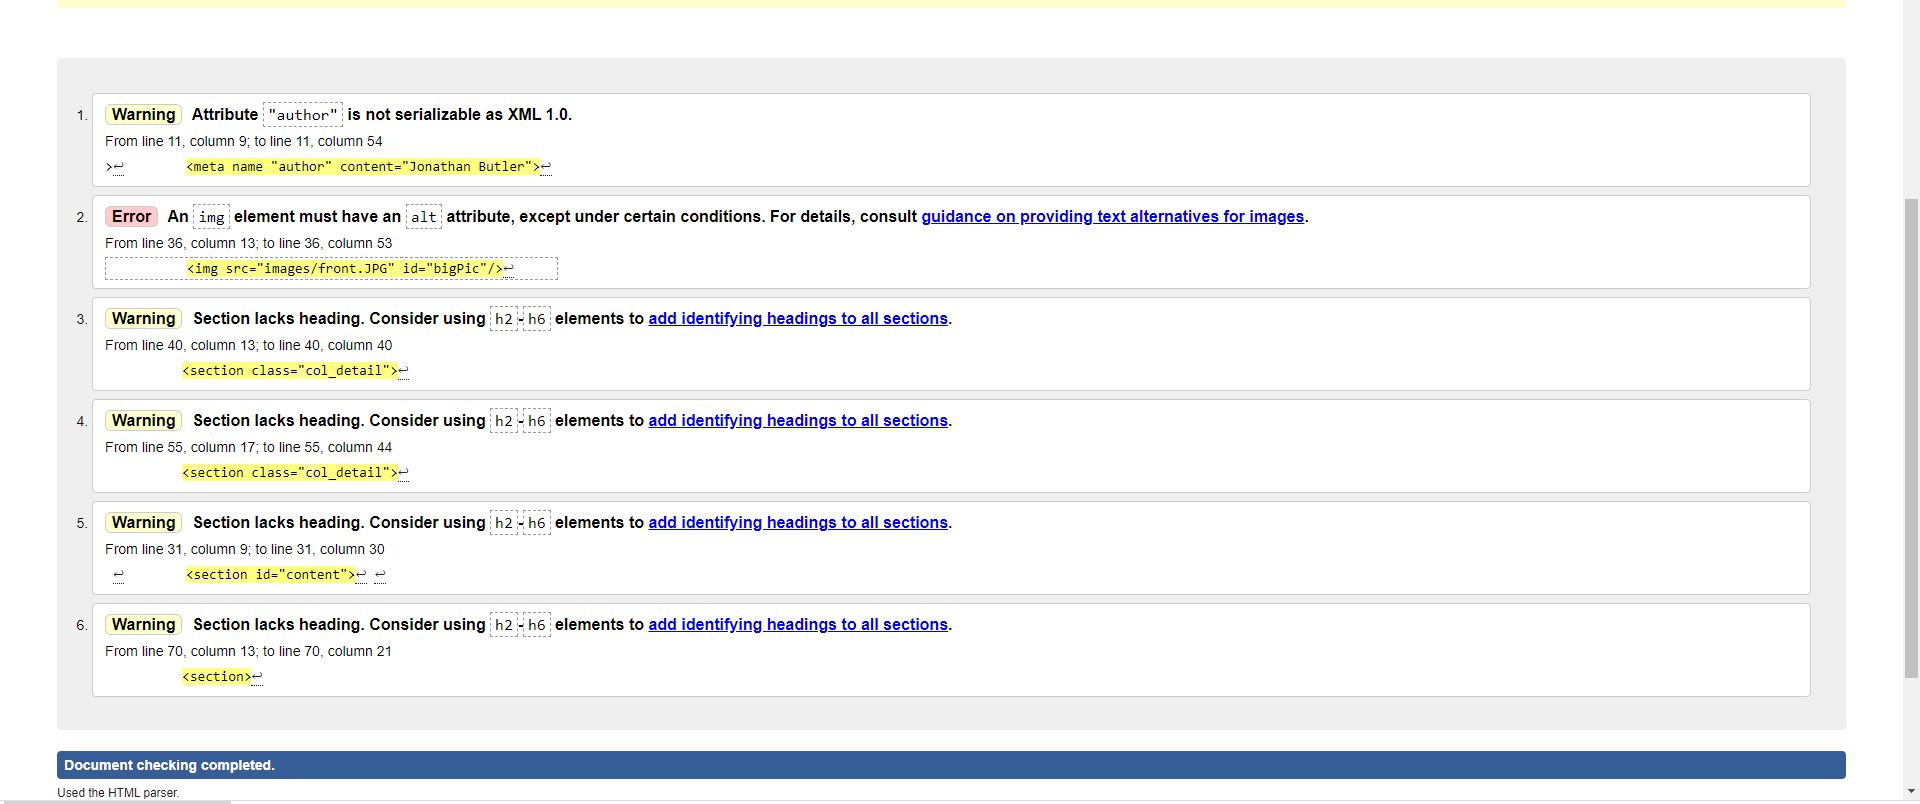 1. Warning Attribute "author" is not serializable as XML 1.0.
From line 11, column 9; to line 11, column 54
>↩ <meta name "author" content="Jonathan Butler">↩
2. Error An img element must have an alt attribute, except under certain conditions. For details, consult guidance on providing text alternatives for images.
From line 36, column 13; to line 36, column 53
<img src="images/front.JPG" id="bigPic"/>↩
3. Warning Section lacks heading. Consider using h2-h6 elements to add identifying headings to all sections.
From line 40, column 13; to line 40, column 40
<section class="col_detail">↩
4. Warning Section lacks heading. Consider using h2-h6 elements to add identifying headings to all sections.
From line 55, column 17; to line 55, column 44
<section class="col_detail">↩
5. Warning Section lacks heading. Consider using h2-h6 elements to add identifying headings to all sections.
From line 31, column 9; to line 31, column 30
↩ <section id="content">↩ ↩
6. Warning Section lacks heading. Consider using h2-h6 elements to add identifying headings to all sections.
From line 70, column 13; to line 70, column 21
<section>↩
Document checking completed.
Used the HTML parser.